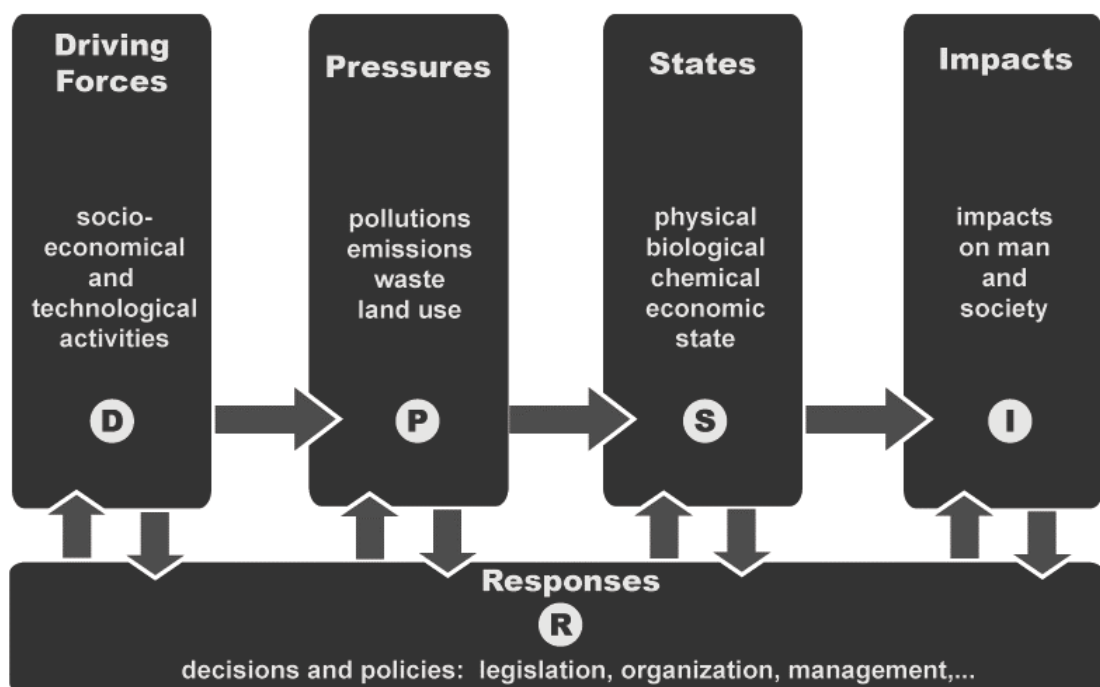 Driving
Forces
socio-
economical
and
technological
activities
D
Pressures
pollutions
emissions
waste
land use
P
States
physical
biological
chemical
economic
state
S
Impacts
impacts
on man
and
society
I
Responses
R
decisions and policies: legislation, organization, management,...